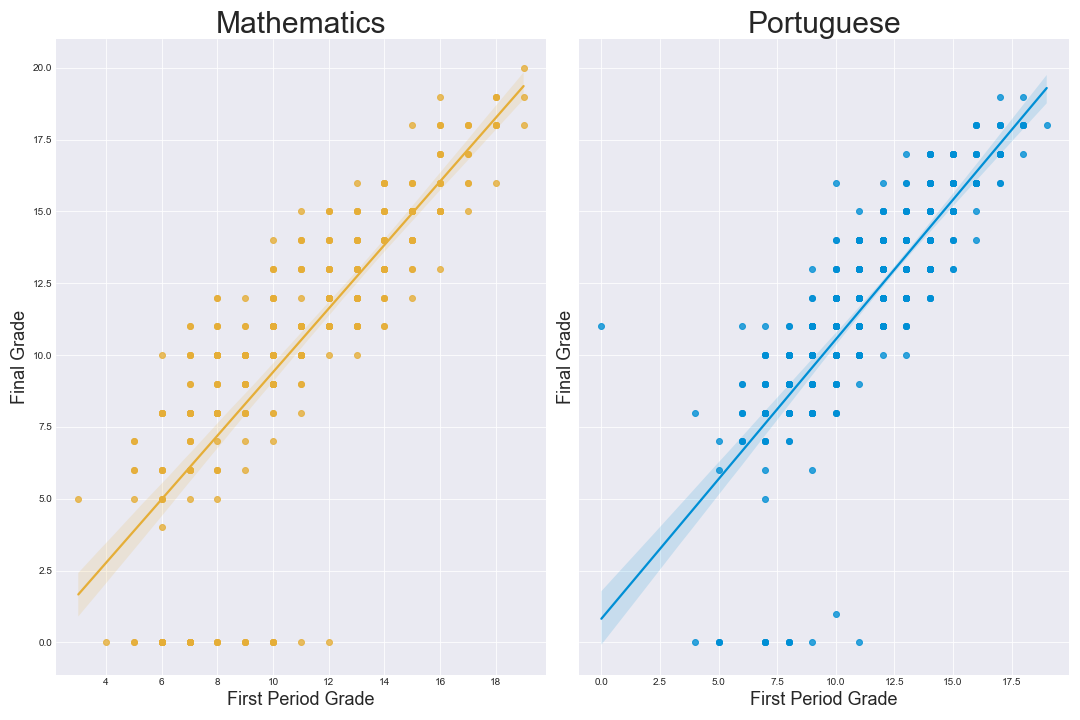 Mathematics
Portuguese
20.0
17.5
15.0
12.5
10.0
7.5
5.0
2.5
0.0
Final Grade
Final Grade
4 6 8 10 12 14 16 18
0.0 2.5 5.0 7.5 10.0 12.5 15.0 17.5
First Period Grade
First Period Grade